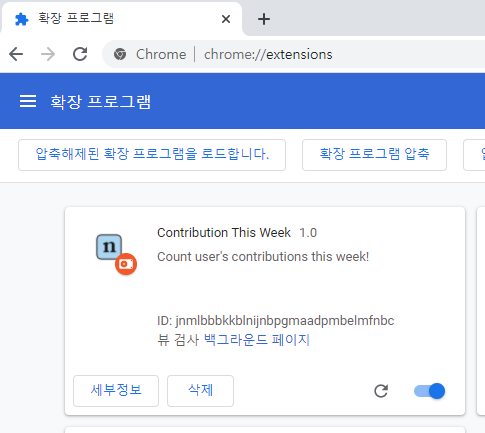 확장 프로그램
Chrome | chrome://extensions
확장 프로그램
압축해제된 확장 프로그램을 로드합니다. 확장 프로그램 압축
n
Contribution This Week 1.0
Count user's contributions this week!
ID: jnmlbbbkkblnijnbpgmaadpmbelmfnbc
뷰 검사 백그라운드 페이지
세부정보 삭제